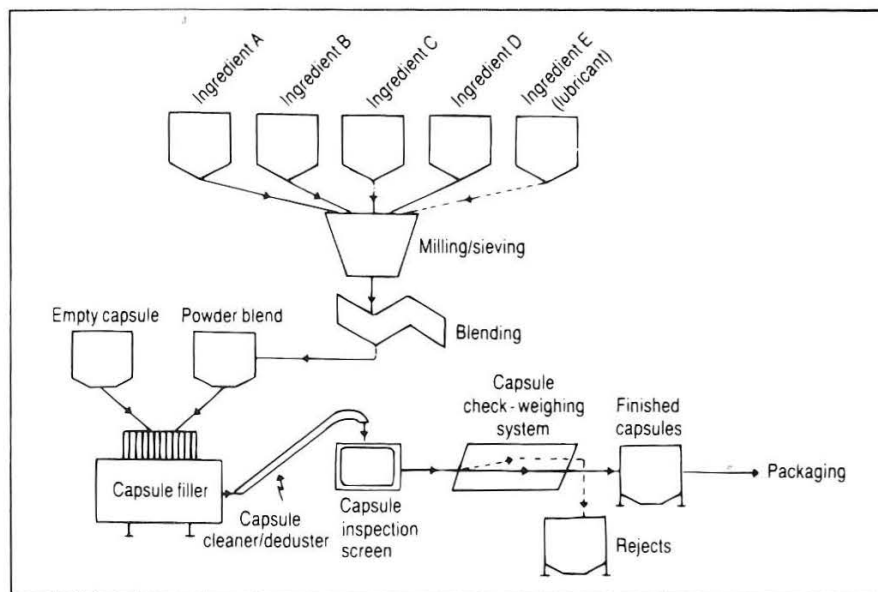 Ingredient A
Ingredient B
Ingredient C
Ingredient D
Ingredient E
(lubricant)
Milling/sieving
Blending
Empty capsule
Powder blend
Capsule filler
Capsule
cleaner/deduster
Capsule
inspection
screen
Capsule
check-weighing
system
Finished
capsules
Rejects
Packaging